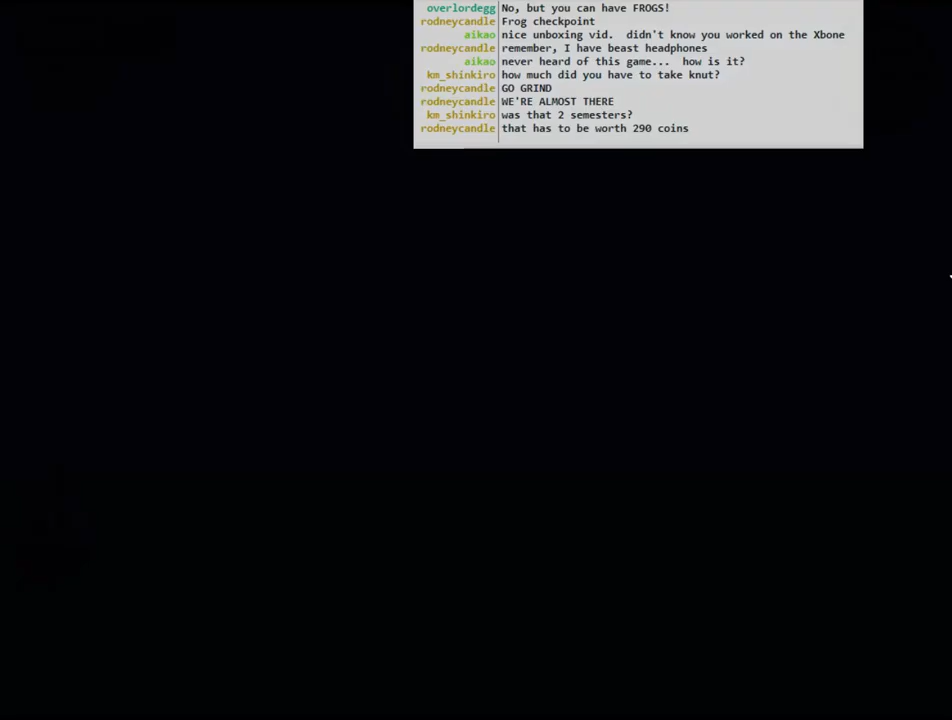 overlordegg No, but you can have FROGS!
rodneycandle Frog checkpoint
aikao nice unboxing vid. didn't know you worked on the Xbone
rodneycandle remember, I have beast headphones
aikao never heard of this game... how is it?
km_shinkiro how much did you have to take knut?
rodneycandle GO GRIND
rodneycandle WE'RE ALMOST THERE
km_shinkiro was that 2 semesters?
rodneycandle that has to be worth 290 coins